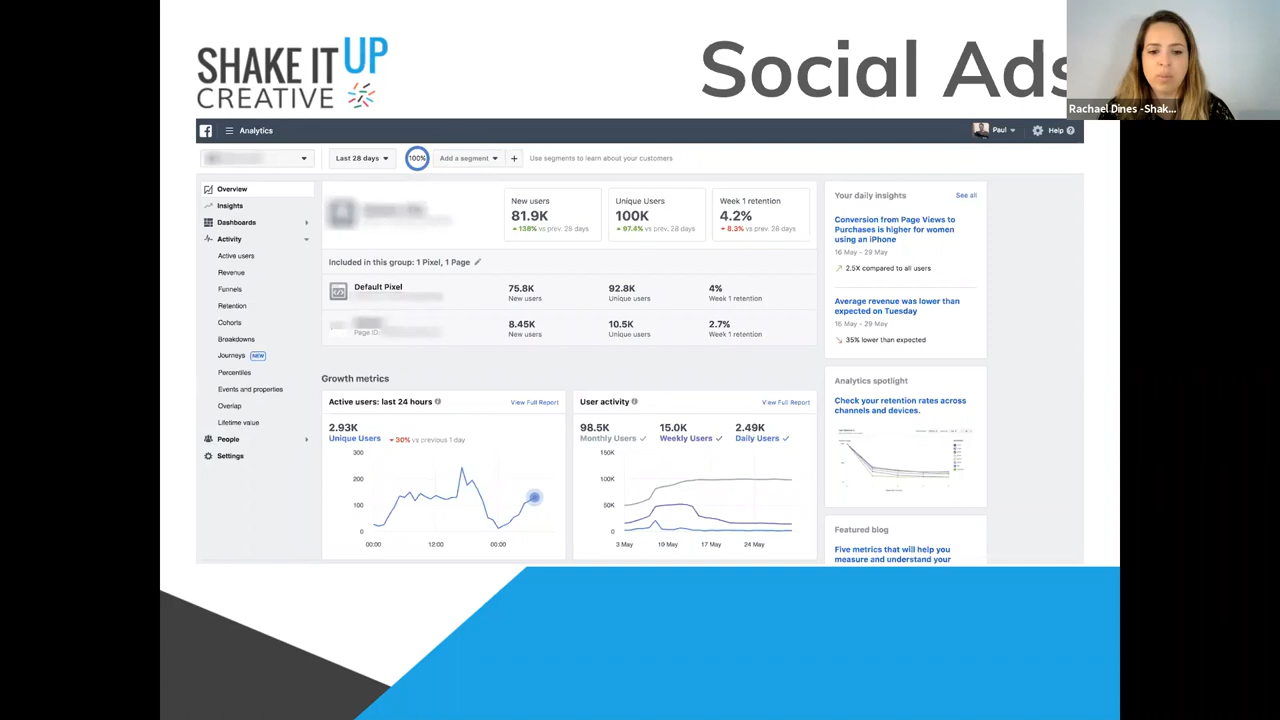 SHAKE IT UP
CREATIVE
Social Ads
Rachael Dines -Shak...
Analytics
Paul
Help
Last 28 days
100%
Add a segment
+
Use segments to learn about your customers
Overview
Insights
Dashboards
Activity
Active users
Revenue
Funnels
Retention
Cohorts
Breakdowns
Journeys NEW
Percentiles
Events and properties
Overlap
Lifetime value
People
Settings
New users
81.9K
138% vs prev. 28 days
Unique Users
100K
97.4% vs prev. 28 days
Week 1 retention
4.2%
8.3% vs prev. 28 days
Included in this group: 1 Pixel, 1 Page
Default Pixel
75.8K
New users
92.8K
Unique users
4%
Week 1 retention
Page ID:
8.45K
New users
10.5K
Unique users
2.7%
Week 1 retention
Growth metrics
Active users: last 24 hours
View Full Report
2.93K
Unique Users
30% vs previous 1 day
300
200
100
0
00:00 12:00 00:00
User activity
View Full Report
98.5K
Monthly Users
15.0K
Weekly Users
2.49K
Daily Users
150K
100K
50K
0
3 May 19 May 17 May 24 May
Your daily insights
See all
Conversion from Page Views to
Purchases is higher for women
using an iPhone
16 May - 29 May
2.5X compared to all users
Average revenue was lower than
expected on Tuesday
16 May - 29 May
35% lower than expected
Analytics spotlight
Check your retention rates across
channels and devices.
Featured blog
Five metrics that will help you
measure and understand your